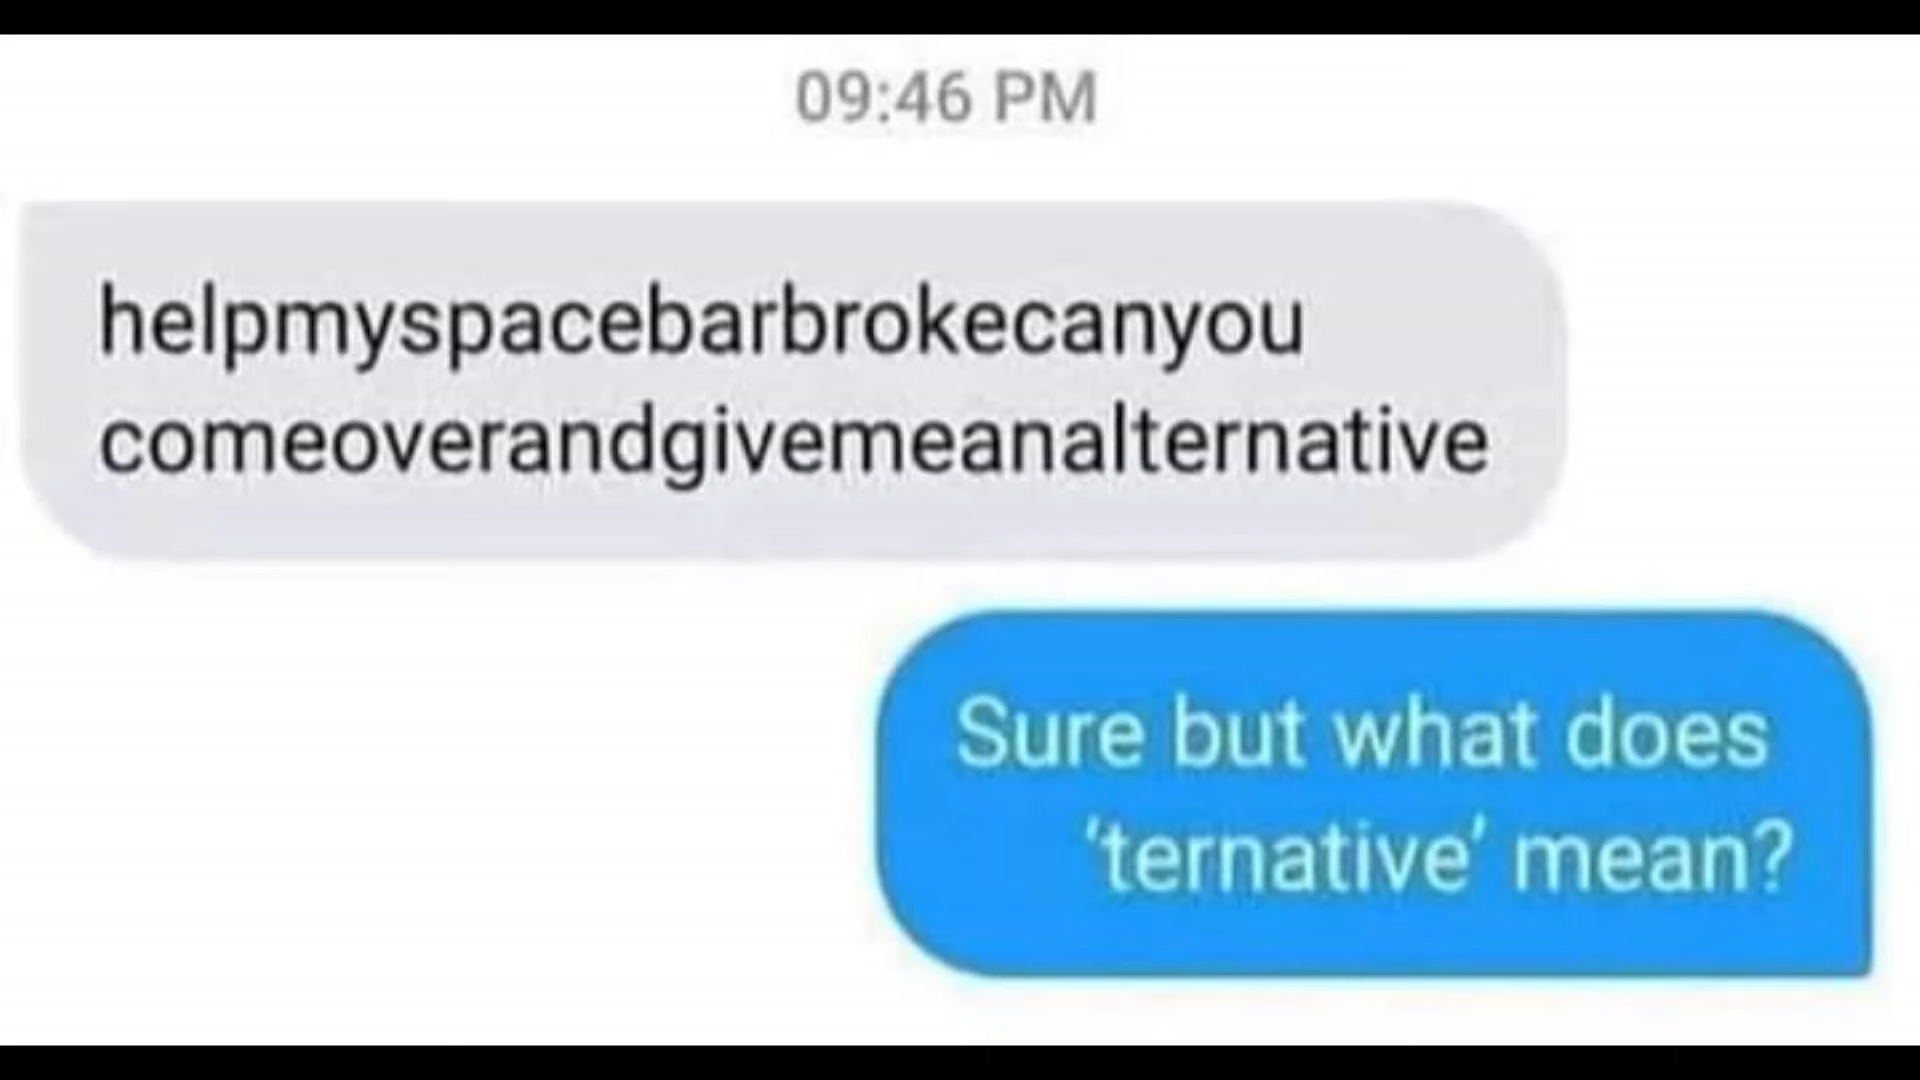 09:46 PM
helpmyspacebarbrokecanyou
comeoverandgivemeanalternative
Sure but what does
'ternative' mean?